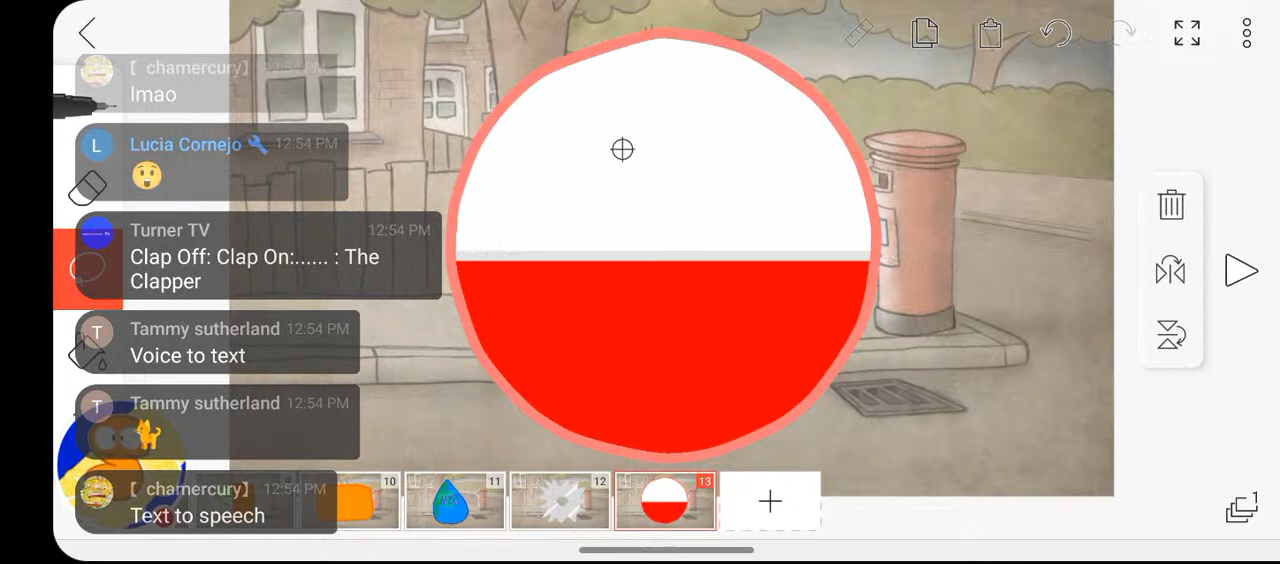 【 chamercury】 12:54 PM
lmao
L
Lucia Cornejo 12:54 PM
Turner TV 12:54 PM
Clap Off: Clap On:...... : The
Clapper
T
Tammy sutherland 12:54 PM
Voice to text
T
Tammy sutherland 12:54 PM
【 chamercury】 12:54 PM
Text to speech
10
11
12
13
1